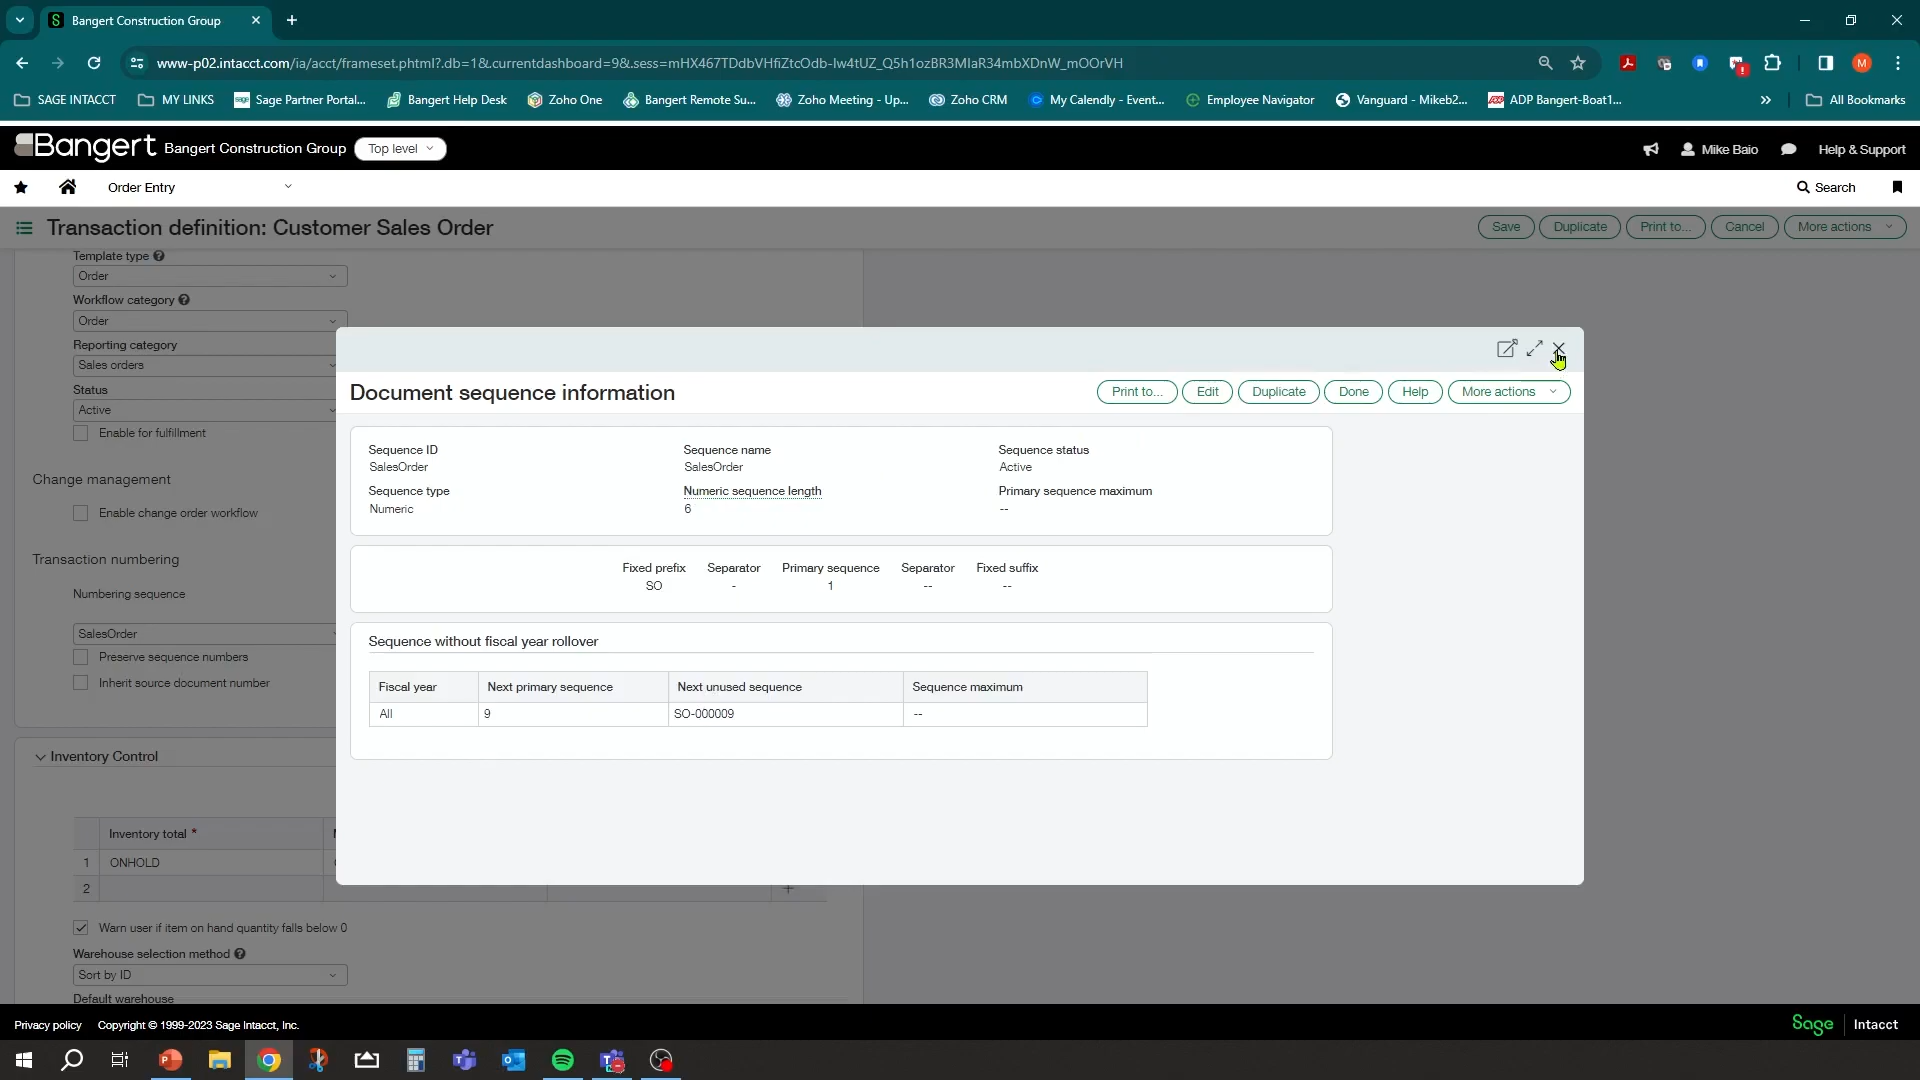 Bangert Construction Group
www-p02.intacct.com/ia/acct/frameset.phtml?.db=1&.currentdashboard=9&.sess=mHX467TDdbVHfiZtcOdb-Iw4tUZ_Q5h1ozBR3MIaR34mbXDnW_mOOrVH
SAGE INTACCT MY LINKS Sage Partner Portal... Bangert Help Desk Zoho One Bangert Remote Su... Zoho Meeting - Up... Zoho CRM My Calendly - Event... Employee Navigator Vanguard - Mikeb2... ADP Bangert-Boat1... » All Bookmarks
Bangert Bangert Construction Group Top level Mike Baio Help & Support
Order Entry Search
Transaction definition: Customer Sales Order Save Duplicate Print to... Cancel More actions
Template type
Order
Workflow category
Order
Reporting category
Sales orders
Status
Active
Enable for fulfillment
Change management
Enable change order workflow
Transaction numbering
Numbering sequence
SalesOrder
Preserve sequence numbers
Inherit source document number
Inventory Control
Inventory total *
1 ONHOLD
2
Warn user if item on hand quantity falls below 0
Warehouse selection method
Sort by ID
Default warehouse
Document sequence information Print to... Edit Duplicate Done Help More actions
Sequence ID Sequence name Sequence status
SalesOrder SalesOrder Active
Sequence type Numeric sequence length Primary sequence maximum
Numeric 6 --
Fixed prefix Separator Primary sequence Separator Fixed suffix
SO - 1 -- --
Sequence without fiscal year rollover
Fiscal year Next primary sequence Next unused sequence Sequence maximum
All 9 SO-000009 --
Privacy policy Copyright © 1999-2023 Sage Intacct, Inc. Sage Intacct